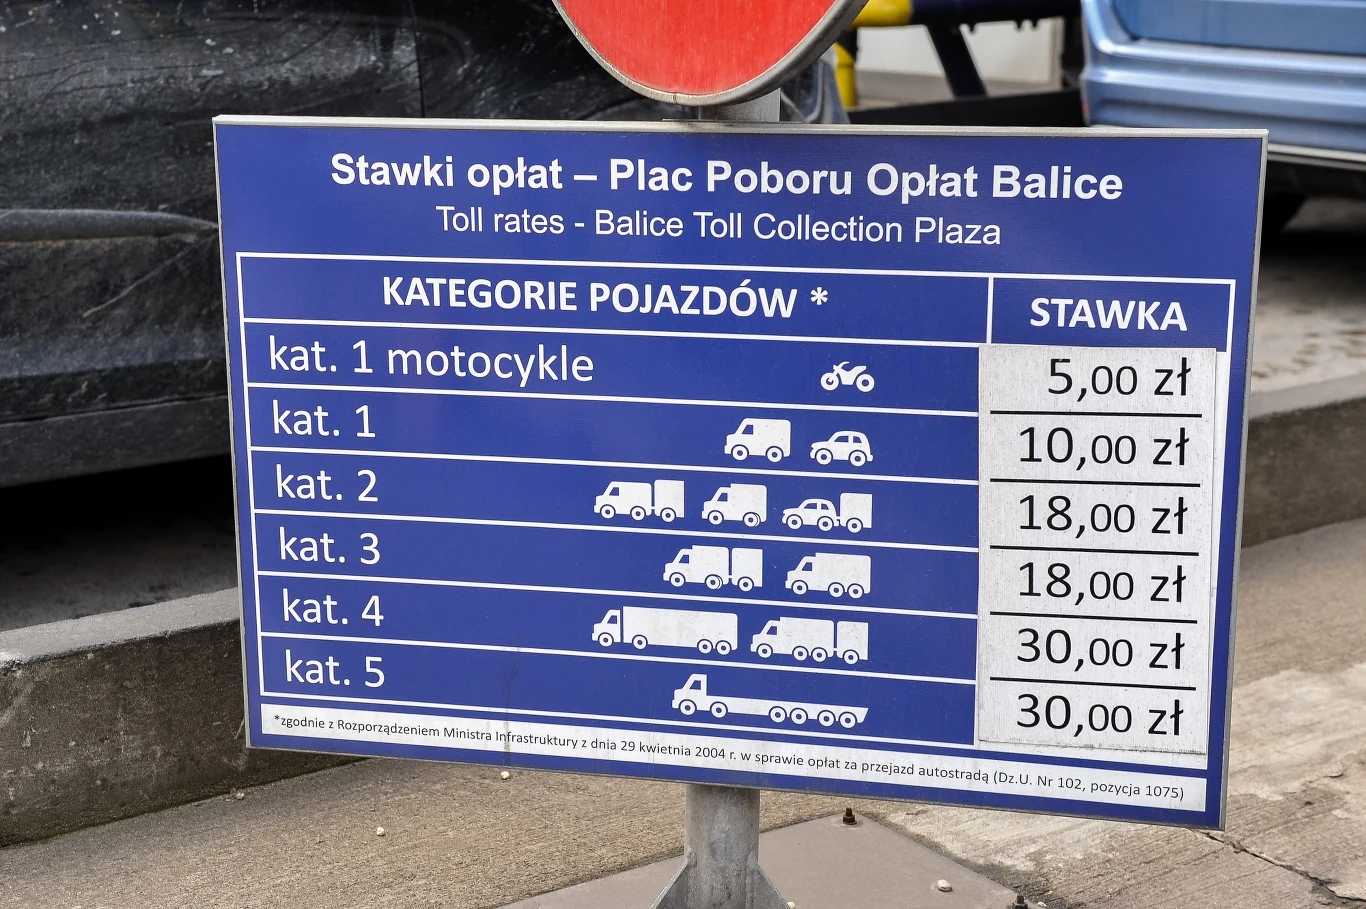 Stawki opłat – Plac Poboru Opłat Balice
Toll rates - Balice Toll Collection Plaza
KATEGORIE POJAZDÓW * STAWKA
kat. 1 motocykle 5,00 zł
kat. 1 10,00 zł
kat. 2 18,00 zł
kat. 3 18,00 zł
kat. 4 30,00 zł
kat. 5 30,00 zł
*zgodnie z Rozporządzeniem Ministra Infrastruktury z dnia 29 kwietnia 2004 r. w sprawie opłat za przejazd autostradą (Dz.U. Nr 102, pozycja 1075)